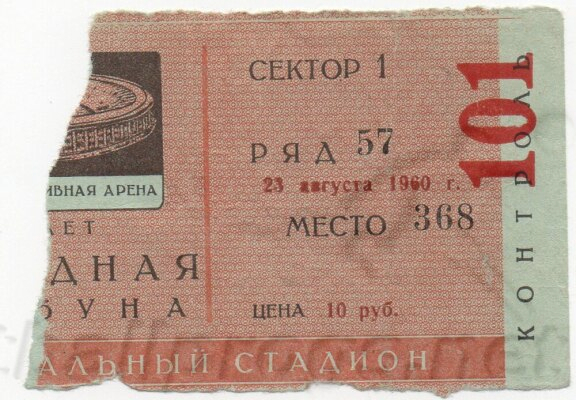 ИВНАЯ АРЕНА
ЛЕТ
ДНАЯ
БУНА
СЕКТОР 1
РЯД 57
23 августа 1960 г.
МЕСТО 368
ЦЕНА 10 руб.
АЛЬНЫЙ СТАДИОН
101
КОНТРОЛЬ